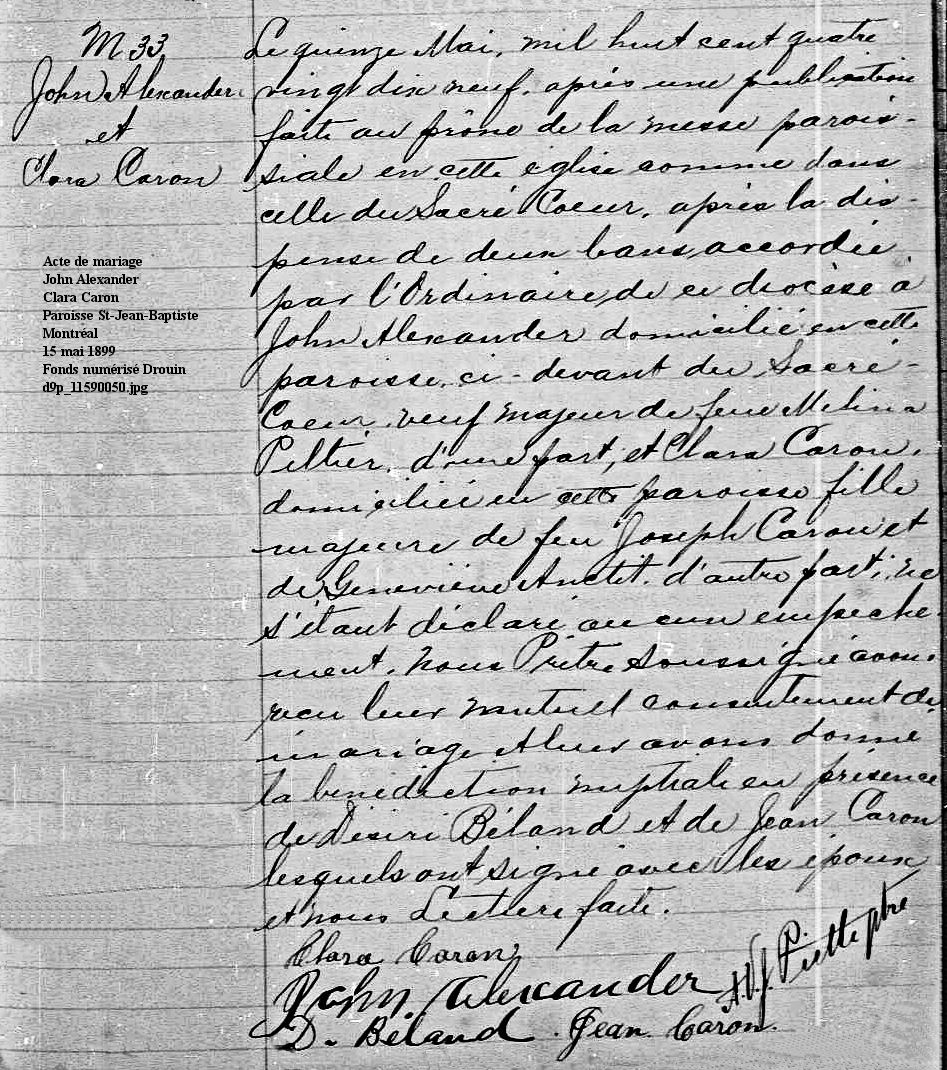 M 33
John Alexander
et
Clara Caron
Acte de mariage
John Alexander
Clara Caron
Paroisse St-Jean-Baptiste
Montréal
15 mai 1899
Fonds numérisé Drouin
d9p_11590050.jpg
Le quinze Mai, mil huit cent quatre
vingt dix neuf, après une publication
faite au prône de la messe parois-
siale en cette église comme dans
celle du Sacré Coeur, après la dis-
pense de deux bans, accordée
par l'Ordinaire, de ce diocèse à
John Alexander domicilié en cette
paroisse, ci-devant du Sacré-
Coeur, veuf majeur de feue Melina
Peltier, d'une part, et Clara Caron,
domiciliée en cette paroisse fille
majeure de feu Joseph Caron et
de Geneviève Anctil, d'autre part, ne
s'étant déclaré aucun empeche
ment, Nous Prêtre soussigné avons
recu leur mutuel consentement de
mariage et leur avons donné
la bénédiction nuptiale en présence
de Désiré Béland et de Jean Caron
lesquels ont signé avec les époux
et nous Lecture faite.
Clara Caron
John Alexander
D. Béland Jean Caron
Piette ptre